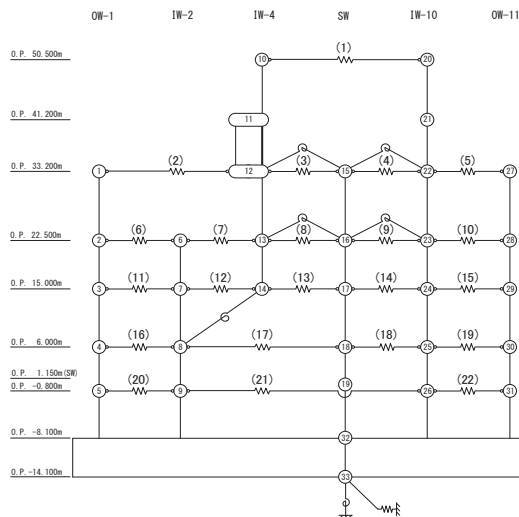 OW-1 IW-2 IW-4 SW IW-10 OW-11
O.P. 50.500m 10 (1) 20
O.P. 41.200m 11 21
O.P. 33.200m 1 (2) 12 (3) 15 (4) 22 (5) 27
O.P. 22.500m 2 (6) 6 (7) 13 (8) 16 (9) 23 (10) 28
O.P. 15.000m 3 (11) 7 (12) 14 (13) 17 (14) 24 (15) 29
O.P. 6.000m 4 (16) 8 (17) 18 (18) 25 (19) 30
O.P. 1.150m(SW) 19
O.P. -0.800m 5 (20) 9 (21) 26 (22) 31
O.P. -8.100m 32
O.P.-14.100m 33